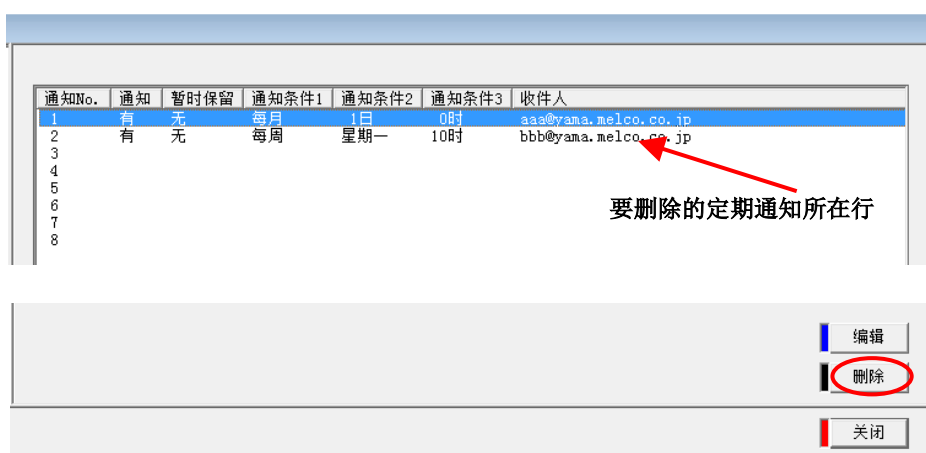 通知No. 通知 暂时保留 通知条件1 通知条件2 通知条件3 收件人
1 有 无 每月 1日 0时 aaa@yama.melco.co.jp
2 有 无 每周 星期一 10时 bbb@yama.melco.co.jp
3
4
5
6
7
8
要删除的定期通知所在行
编辑
删除
关闭